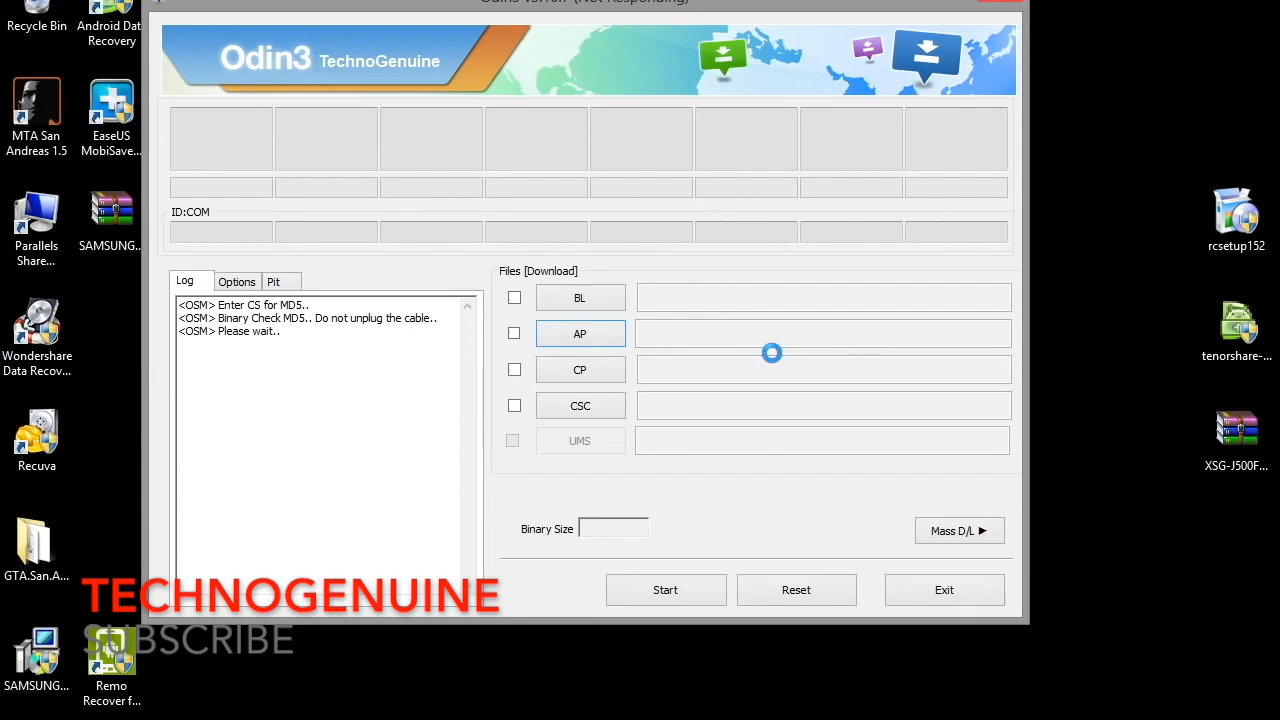 Recycle Bin
Android Dat
Recovery
MTA San
Andreas 1.5
EaseUS
MobiSave...
Parallels
Share...
SAMSUNG...
Wondershare
Data Recov...
Recuva
GTA.San.A...
SAMSUNG...
Remo
Recover f...
(Not Responding)
Odin3 TechnoGenuine
ID:COM
Log
Options
Pit
<OSM> Enter CS for MD5..
<OSM> Binary Check MD5.. Do not unplug the cable..
<OSM> Please wait..
Files [Download]
BL
AP
CP
CSC
UMS
Binary Size
Mass D/L ►
Start
Reset
Exit
rcsetup152
tenorshare-...
XSG-J500F...
TECHNOGENUINE
SUBSCRIBE